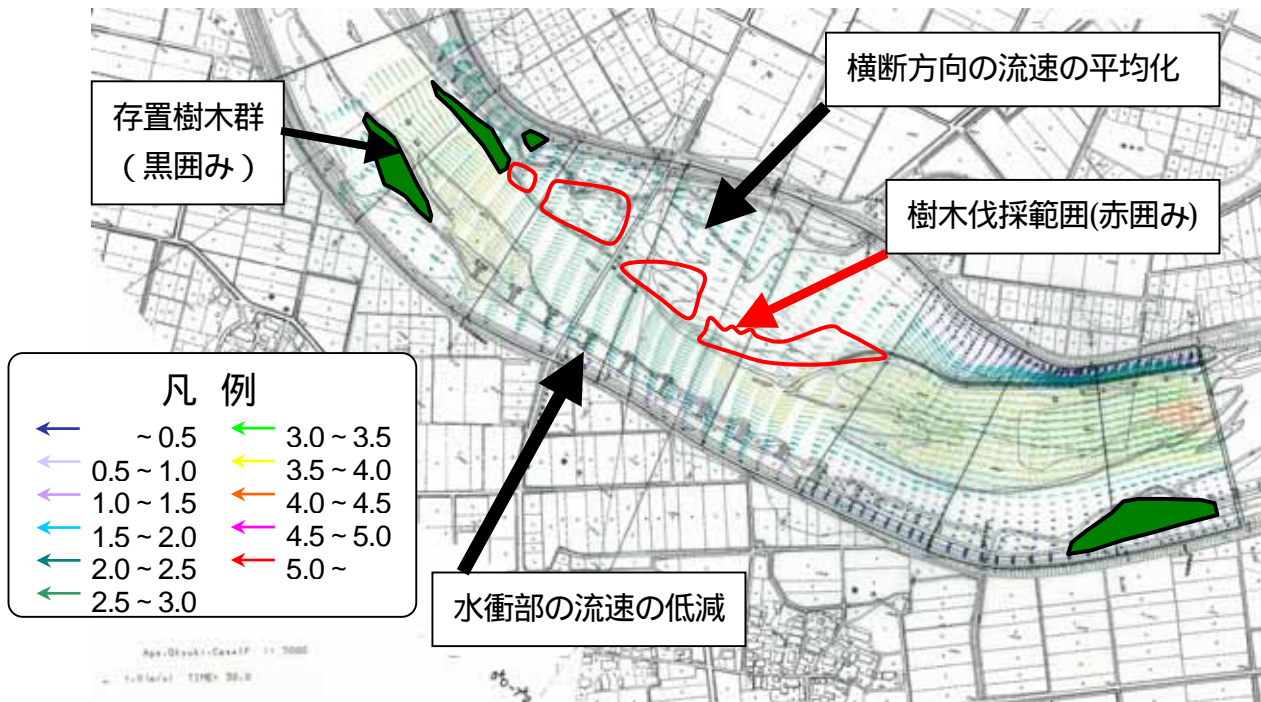 横断方向の流速の平均化
存置樹木群
（黒囲み）
樹木伐採範囲(赤囲み)
凡 例
~ 0.5
0.5 ~ 1.0
1.0 ~ 1.5
1.5 ~ 2.0
2.0 ~ 2.5
2.5 ~ 3.0
3.0 ~ 3.5
3.5 ~ 4.0
4.0 ~ 4.5
4.5 ~ 5.0
5.0 ~
水衝部の流速の低減
TIME= 30.0